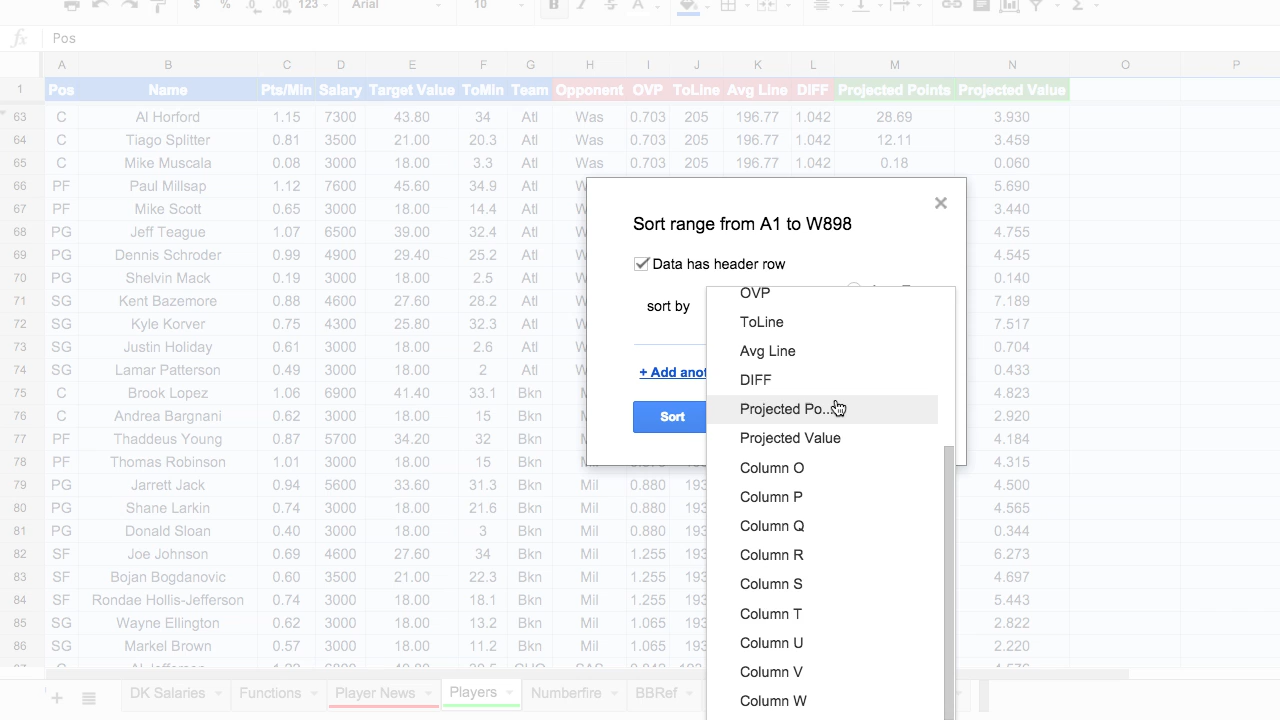 $ % .0 .00 123 Arial 10 B I S A Σ
fx Pos
A B C D E F G H I J K L M N O P
1 Pos Name Pts/Min Salary Target Value ToMin Team Opponent OVP ToLine Avg Line DIFF Projected Points Projected Value
63 C Al Horford 1.15 7300 43.80 34 Atl Was 0.703 205 196.77 1.042 28.69 3.930
64 C Tiago Splitter 0.81 3500 21.00 20.3 Atl Was 0.703 205 196.77 1.042 12.11 3.459
65 C Mike Muscala 0.08 3000 18.00 3.3 Atl Was 0.703 205 196.77 1.042 0.18 0.060
66 PF Paul Millsap 1.12 7600 45.60 34.9 Atl 5.690
67 PF Mike Scott 0.65 3000 18.00 14.4 Atl 3.440
68 PG Jeff Teague 1.07 6500 39.00 32.4 Atl 4.755
69 PG Dennis Schroder 0.99 4900 29.40 25.2 Atl 4.545
70 PG Shelvin Mack 0.19 3000 18.00 2.5 Atl 0.140
71 SG Kent Bazemore 0.88 4600 27.60 28.2 Atl 7.189
72 SG Kyle Korver 0.75 4300 25.80 32.3 Atl 7.517
73 SG Justin Holiday 0.61 3000 18.00 2.6 Atl 0.704
74 SG Lamar Patterson 0.49 3000 18.00 2 Atl 0.433
75 C Brook Lopez 1.06 6900 41.40 33.1 Bkn 4.823
76 C Andrea Bargnani 0.62 3000 18.00 15 Bkn 2.920
77 PF Thaddeus Young 0.87 5700 34.20 32 Bkn 4.184
78 PF Thomas Robinson 1.01 3000 18.00 15 Bkn 4.315
79 PG Jarrett Jack 0.94 5600 33.60 31.3 Bkn Mil 0.880 193 4.500
80 PG Shane Larkin 0.74 3000 18.00 21.6 Bkn Mil 0.880 193 4.565
81 PG Donald Sloan 0.40 3000 18.00 3 Bkn Mil 0.880 193 0.344
82 SF Joe Johnson 0.69 4600 27.60 34 Bkn Mil 1.255 193 6.273
83 SF Bojan Bogdanovic 0.60 3500 21.00 22.3 Bkn Mil 1.255 193 4.697
84 SF Rondae Hollis-Jefferson 0.74 3000 18.00 18.1 Bkn Mil 1.255 193 5.443
85 SG Wayne Ellington 0.62 3000 18.00 13.2 Bkn Mil 1.065 193 2.822
86 SG Markel Brown 0.57 3000 18.00 11.2 Bkn Mil 1.065 193 2.220
Sort range from A1 to W898
Data has header row
sort by
+ Add anot
Sort
OVP
ToLine
Avg Line
DIFF
Projected Po...
Projected Value
Column O
Column P
Column Q
Column R
Column S
Column T
Column U
Column V
Column W
DK Salaries Functions Player News Players Numberfire BBRef